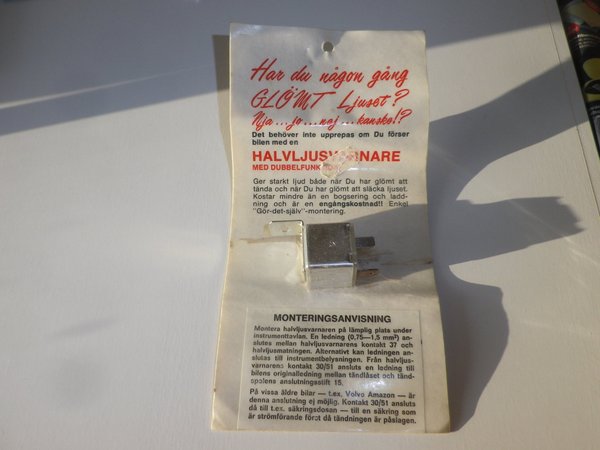 Har du någon gång
GLÖMT Ljuset?
Nja...jo...nej...kanske!?
Det behöver inte upprepas om Du förser
bilen med en
HALVLJUSVARNARE
MED DUBBELFUNK
Ger starkt ljud både när Du har glömt att
tända och när Du har glömt att släcka ljuset.
Kostar mindre än en bogsering och ladd-
ning och är en engångskostnad!! Enkel
"Gör-det-själv"-montering.
MONTERINGSANVISNING
Montera halvljusvarnaren på lämplig plats under
instrumenttavlan. En ledning (0,75—1,5 mm²) an-
slutes mellan halvljusvarnarens kontakt 37 och
halvljusmatningen. Alternativt kan ledningen an-
slutas till instrumentbelysningen. Från halvljus-
varnarens kontakt 30/51 ansluts en ledning till
bilens originalledning mellan tändlåset och tänd-
spolens anslutningsstift 15.
På vissa äldre bilar — t.ex. Volvo Amazon — är
denna anslutning ej möjlig. Kontakt 30/51 ansluts
då till t.ex. säkringsdosan — till en säkring som
är strömförande först då tändningen är påslagen.